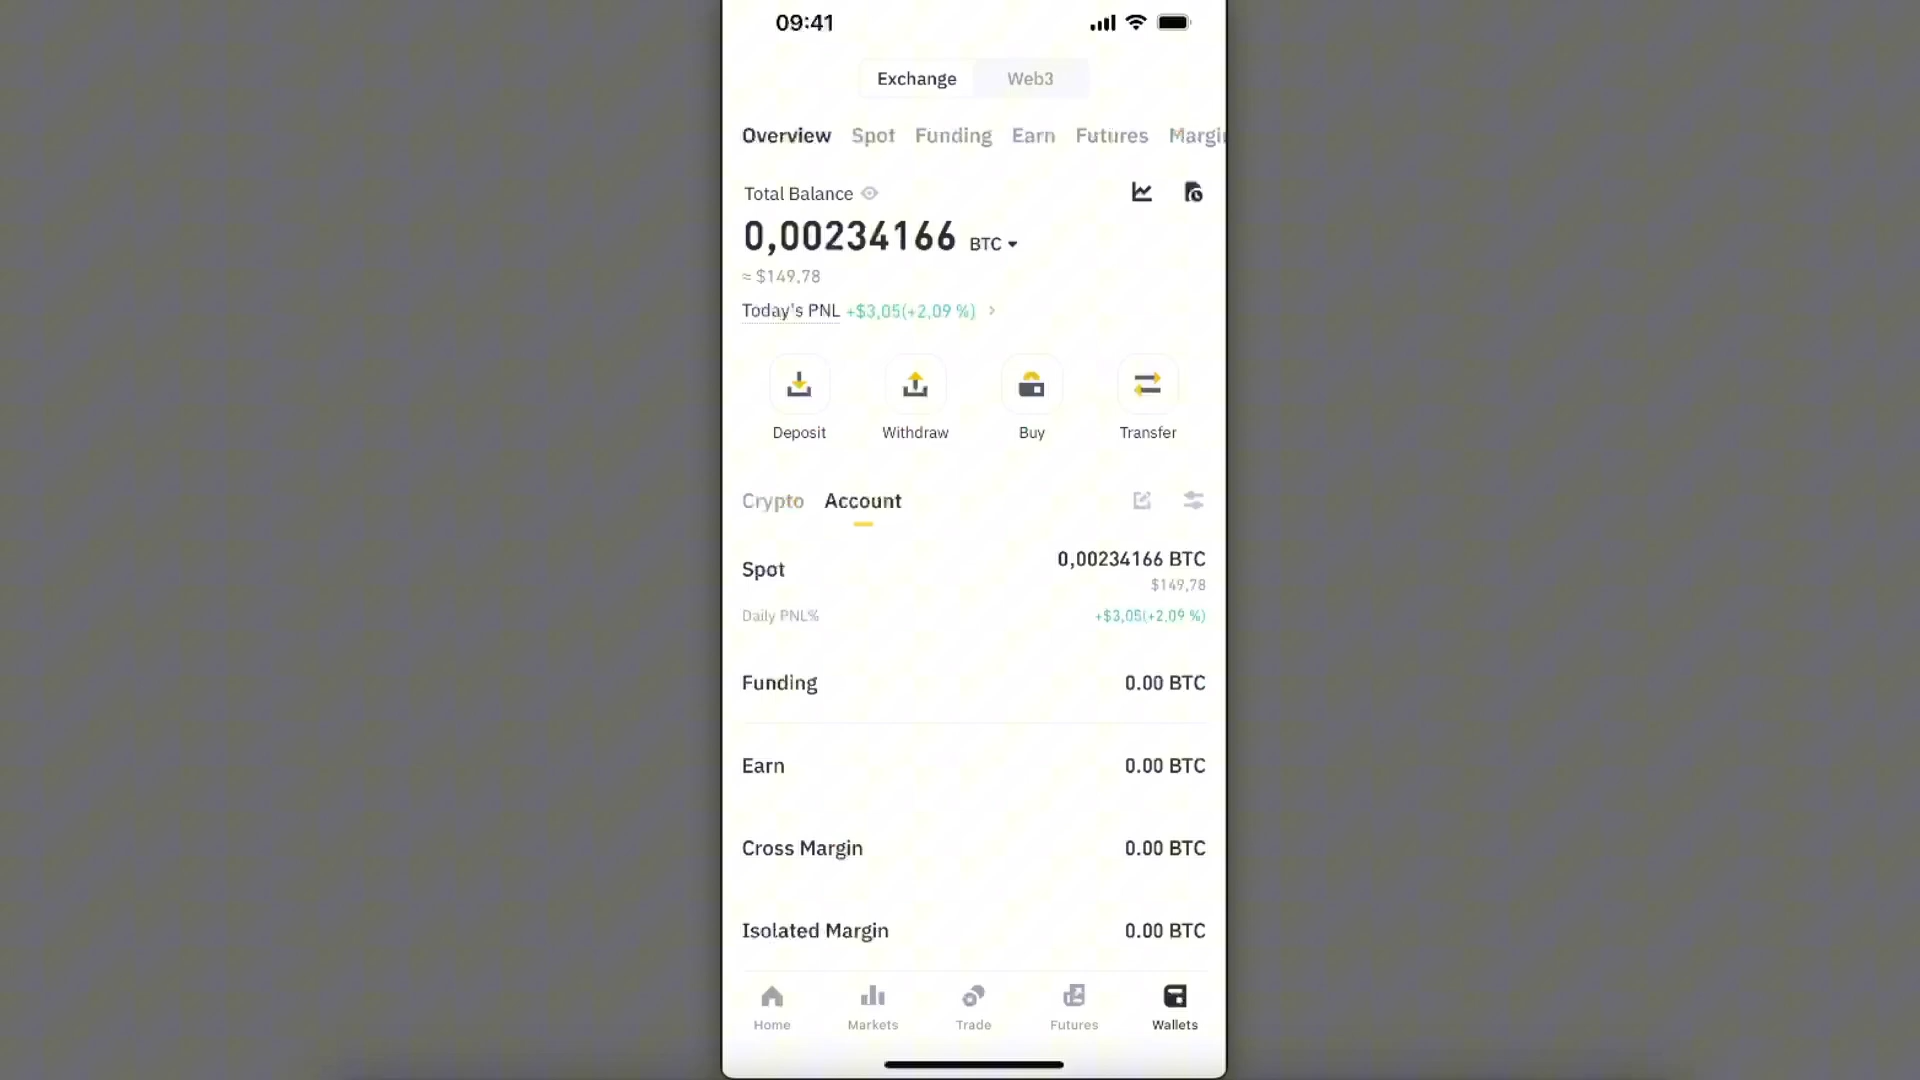 09:41
Exchange Web3
Overview Spot Funding Earn Futures Margin
Total Balance
0,00234166 BTC
≈ $149,78
Today's PNL +$3,05(+2,09 %)
Deposit Withdraw Buy Transfer
Crypto Account
Spot 0,00234166 BTC
$149,78
Daily PNL% +$3,05(+2,09 %)
Funding 0.00 BTC
Earn 0.00 BTC
Cross Margin 0.00 BTC
Isolated Margin 0.00 BTC
Home Markets Trade Futures Wallets